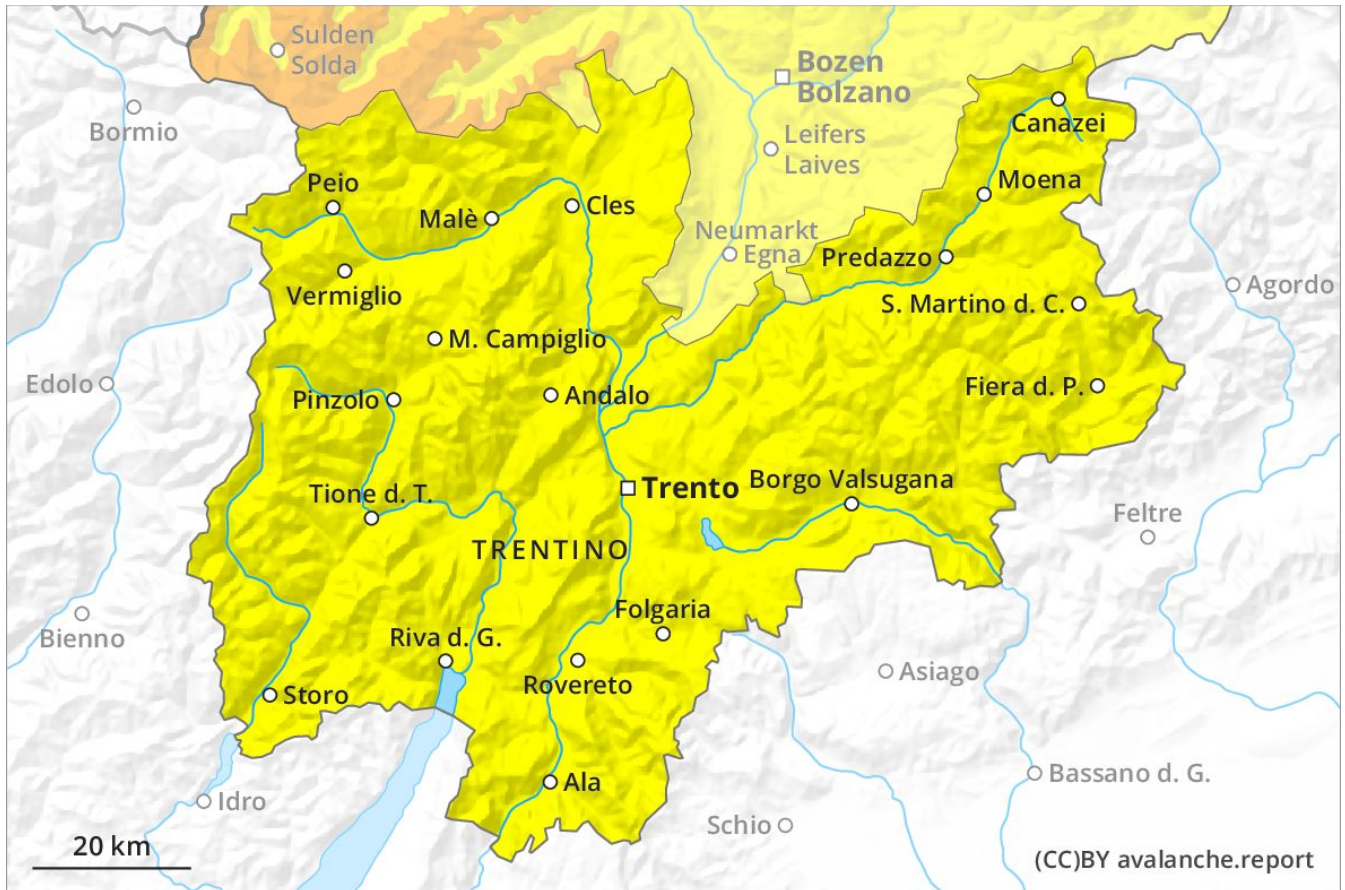 Sulden
Solda
Bozen
Bolzano
Bormio
Canazei
Leifers
Laives
Peio
Moena
Malè
Cles
Neumarkt
Egna
Predazzo
Vermiglio
Agordo
S. Martino d. C.
M. Campiglio
Edolo
Andalo
Fiera d. P.
Pinzolo
Trento
Borgo Valsugana
Tione d. T.
Feltre
TRENTINO
Folgaria
Bienno
Riva d. G.
Asiago
Rovereto
Storo
Bassano d. G.
Ala
Idro
Schio
20 km
(CC)BY avalanche.report